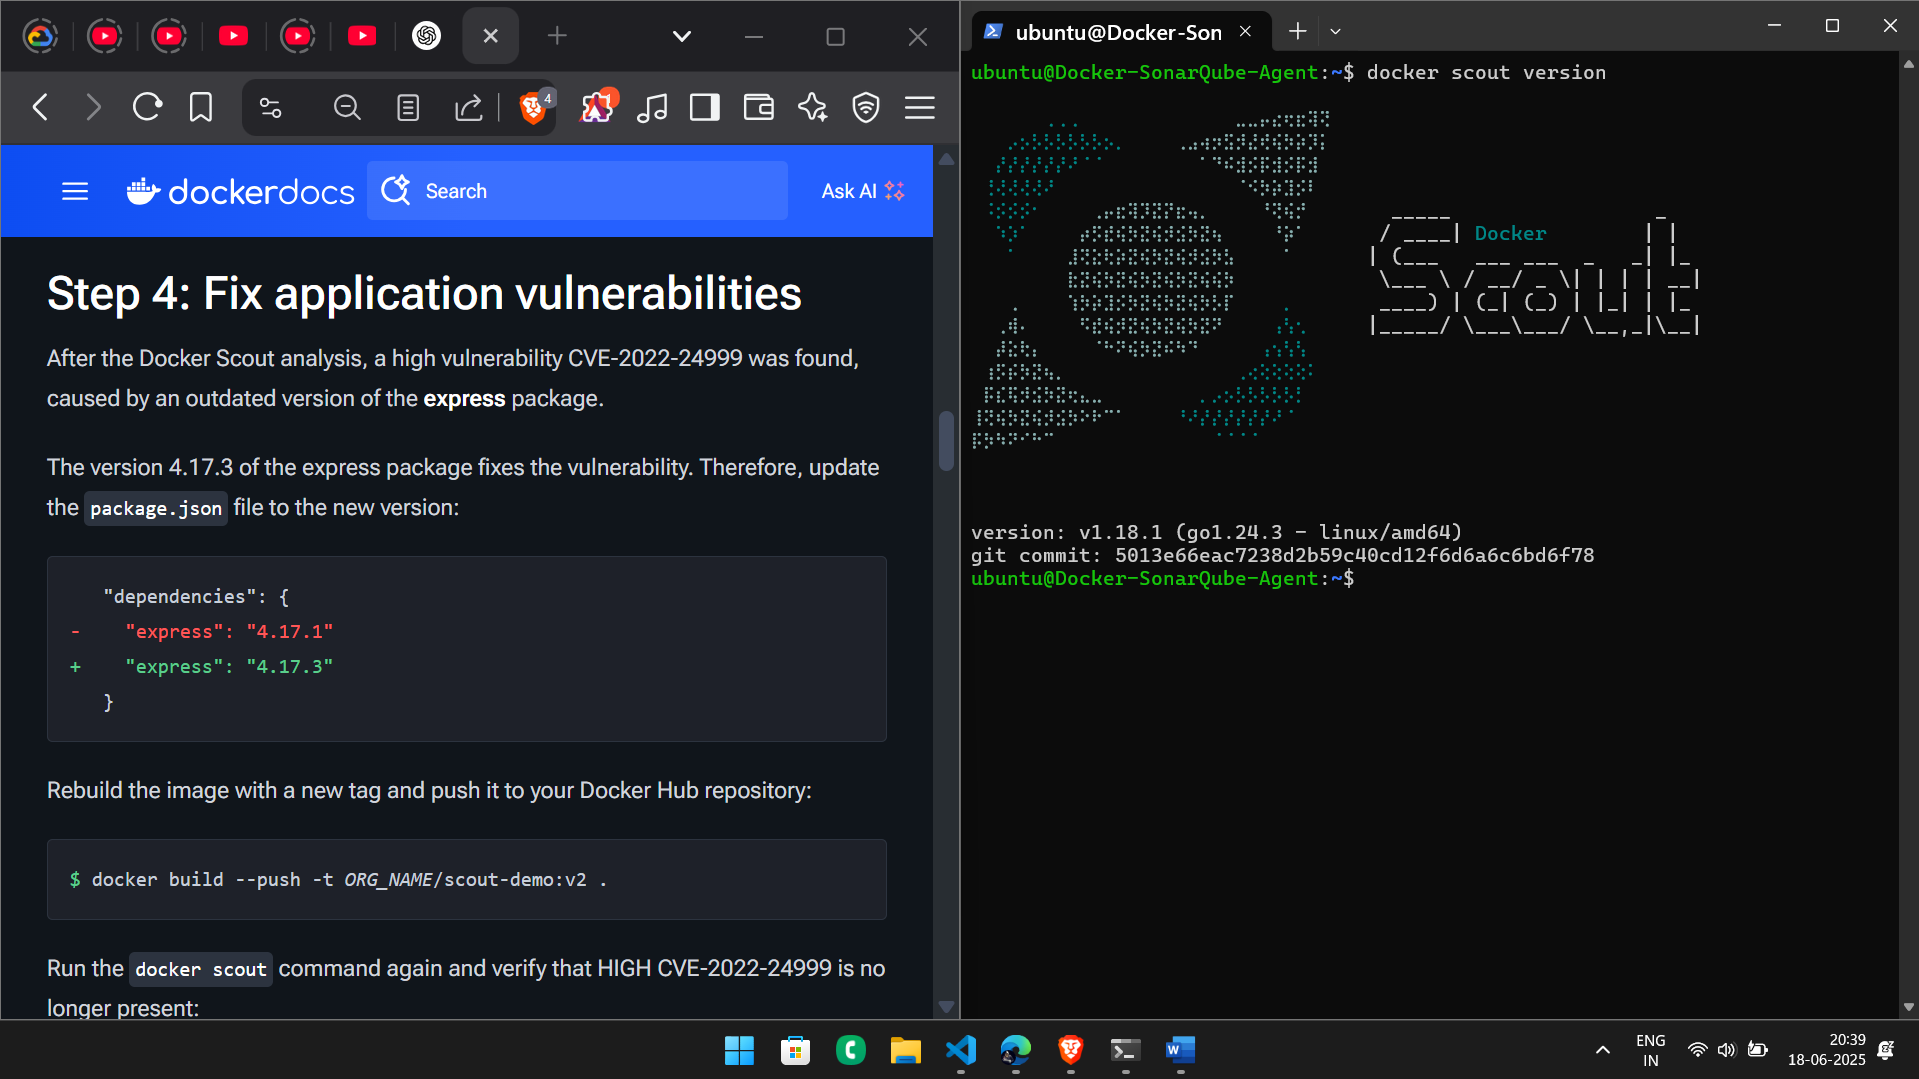 dockerdocs
Search
Ask AI
Step 4: Fix application vulnerabilities
After the Docker Scout analysis, a high vulnerability CVE-2022-24999 was found,
caused by an outdated version of the express package.
The version 4.17.3 of the express package fixes the vulnerability. Therefore, update
the package.json file to the new version:
"dependencies": {
-    "express": "4.17.1"
+    "express": "4.17.3"
}
Rebuild the image with a new tag and push it to your Docker Hub repository:
$ docker build --push -t ORG_NAME/scout-demo:v2 .
Run the docker scout command again and verify that HIGH CVE-2022-24999 is no
longer present:
4
1
ubuntu@Docker-Son
ubuntu@Docker-SonarQube-Agent:~$ docker scout version
Docker
Scout
version: v1.18.1 (go1.24.3 - linux/amd64)
git commit: 5013e66eac7238d2b59c40cd12f6d6a6c6bd6f78
ubuntu@Docker-SonarQube-Agent:~$
ENG
IN
20:39
18-06-2025